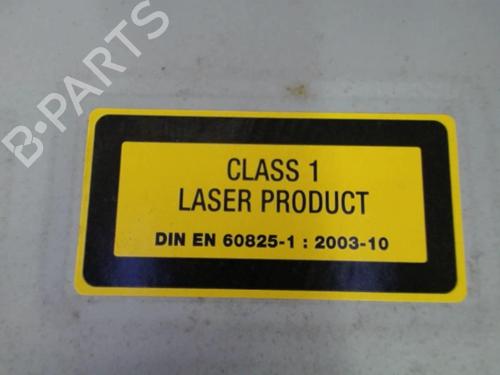 B-PARTS
CLASS 1
LASER PRODUCT
DIN EN 60825-1 : 2003-10